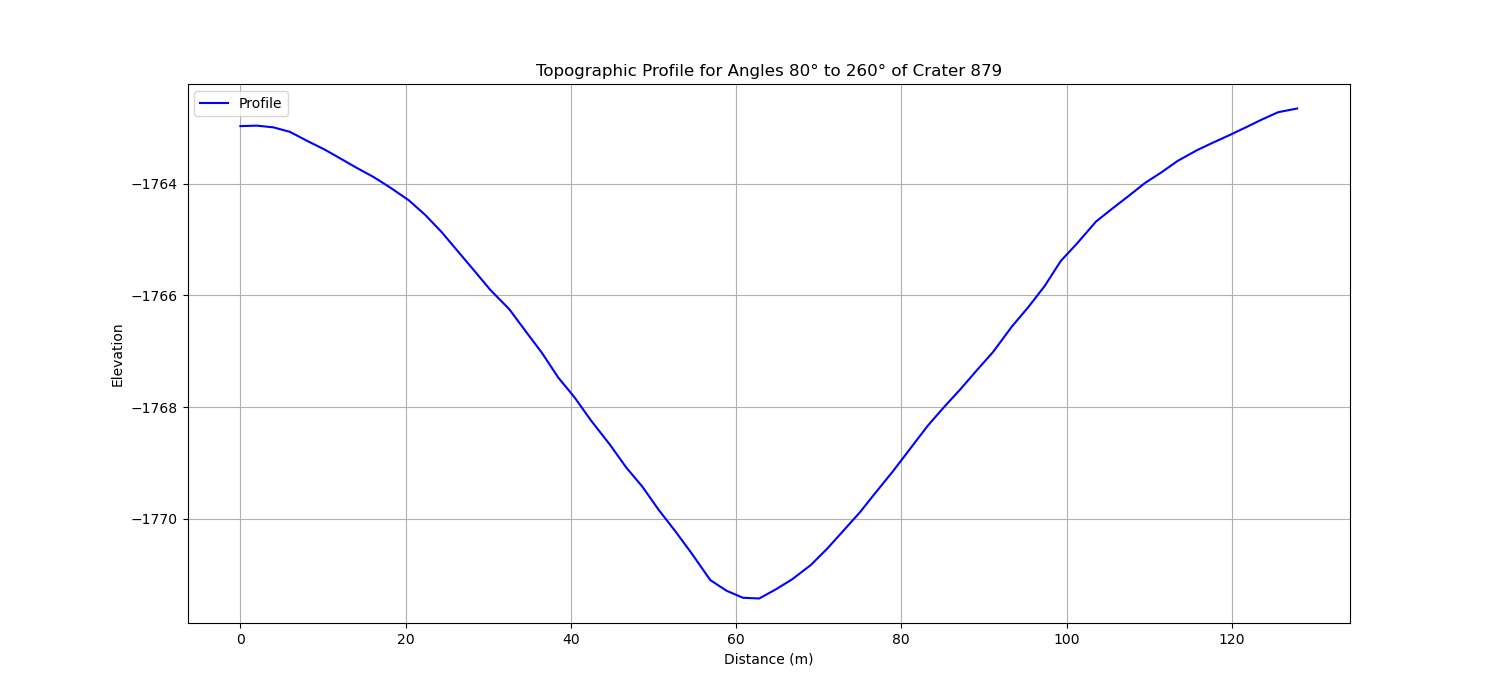 Topographic Profile for Angles 80° to 260° of Crater 879
Profile
−1764
−1766
−1768
−1770
Elevation
0 20 40 60 80 100 120
Distance (m)